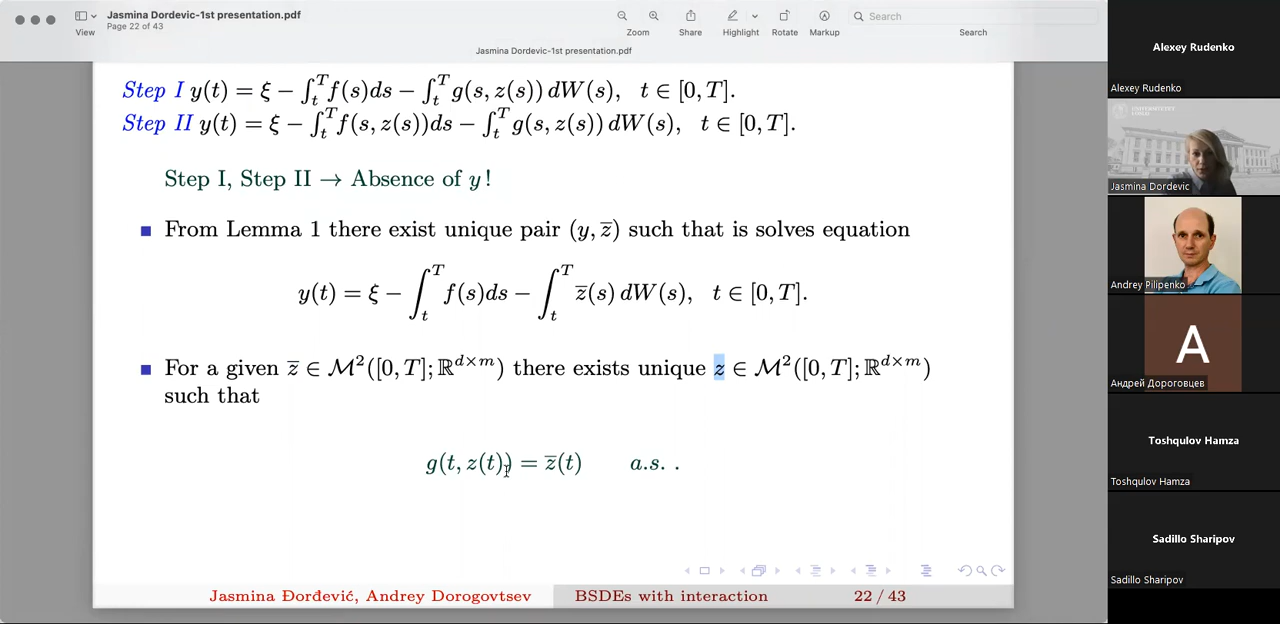 Jasmina Dordevic-1st presentation.pdf
Page 22 of 43
View
Zoom
Share
Highlight
Rotate
Markup
Search
Search
Jasmina Dordevic-1st presentation.pdf
Step I y(t) = ξ − ∫_t^T f(s)ds − ∫_t^T g(s, z(s)) dW(s), t ∈ [0, T].
Step II y(t) = ξ − ∫_t^T f(s, z(s))ds − ∫_t^T g(s, z(s)) dW(s), t ∈ [0, T].
Step I, Step II → Absence of y!
From Lemma 1 there exist unique pair (y, z̅) such that is solves equation
y(t) = ξ − ∫_t^T f(s)ds − ∫_t^T z̅(s) dW(s), t ∈ [0, T].
For a given z̅ ∈ ℳ²([0, T]; ℝ^{d×m}) there exists unique z ∈ ℳ²([0, T]; ℝ^{d×m})
such that
g(t, z(t)) = z̅(t) a.s. .
Jasmina Đorđević, Andrey Dorogovtsev
BSDEs with interaction
22 / 43
Alexey Rudenko
Alexey Rudenko
Jasmina Dordevic
Andrey Pilipenko
А
Андрей Дороговцев
Toshqulov Hamza
Toshqulov Hamza
Sadillo Sharipov
Sadillo Sharipov